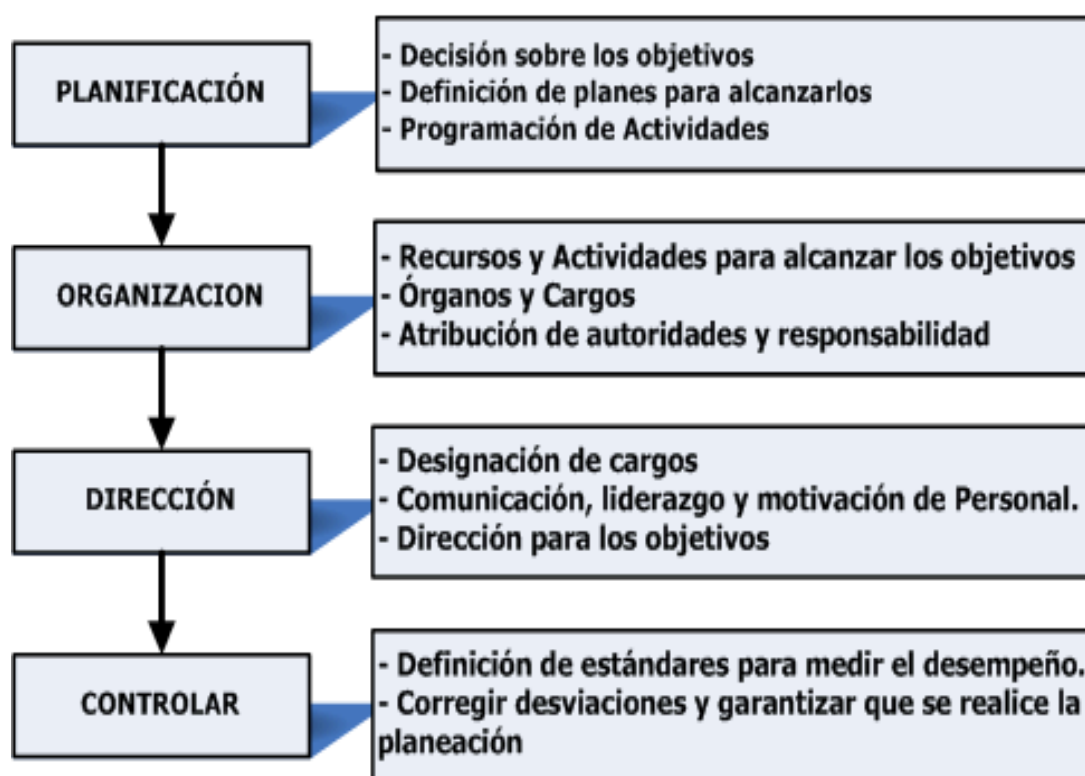 PLANIFICACIÓN
- Decisión sobre los objetivos
- Definición de planes para alcanzarlos
- Programación de Actividades
ORGANIZACION
- Recursos y Actividades para alcanzar los objetivos
- Órganos y Cargos
- Atribución de autoridades y responsabilidad
DIRECCIÓN
- Designación de cargos
- Comunicación, liderazgo y motivación de Personal.
- Dirección para los objetivos
CONTROLAR
- Definición de estándares para medir el desempeño.
- Corregir desviaciones y garantizar que se realice la
planeación